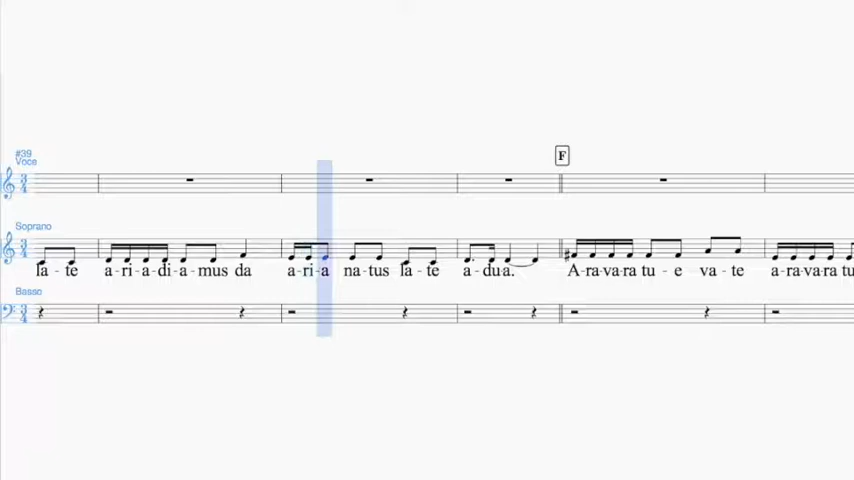 #39
Voce
F
Soprano
la - te a-ri-a-di-a-mus da a-ri-a na-tus la-te a-dua. A-ra-va-ra tu-e va-te a-ra-va-ra tu
Basso